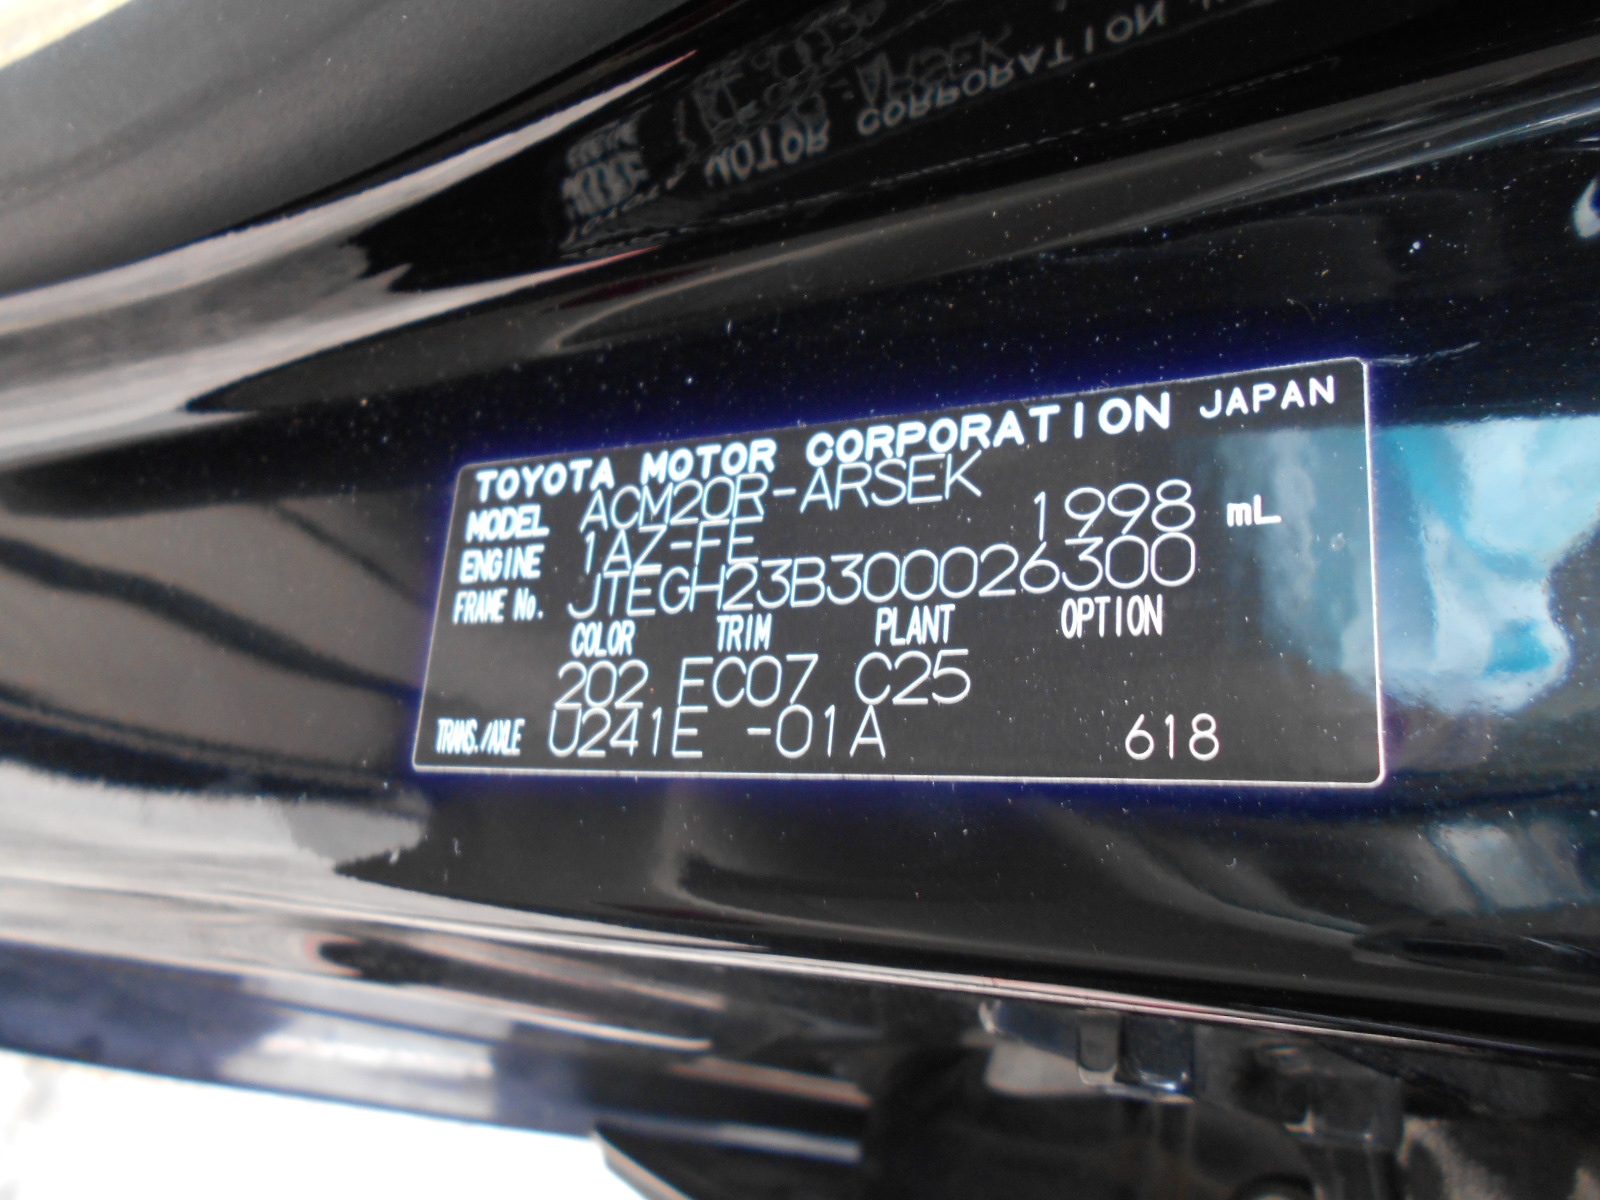 TOYOTA MOTOR CORPORATION JAPAN
MODEL ACM20R-ARSEK
ENGINE 1AZ-FE 1998 mL
FRAME No. JTEGH23B300026300
COLOR TRIM PLANT OPTION
202 FC07 C25
TRANS./AXLE U241E -01A 618